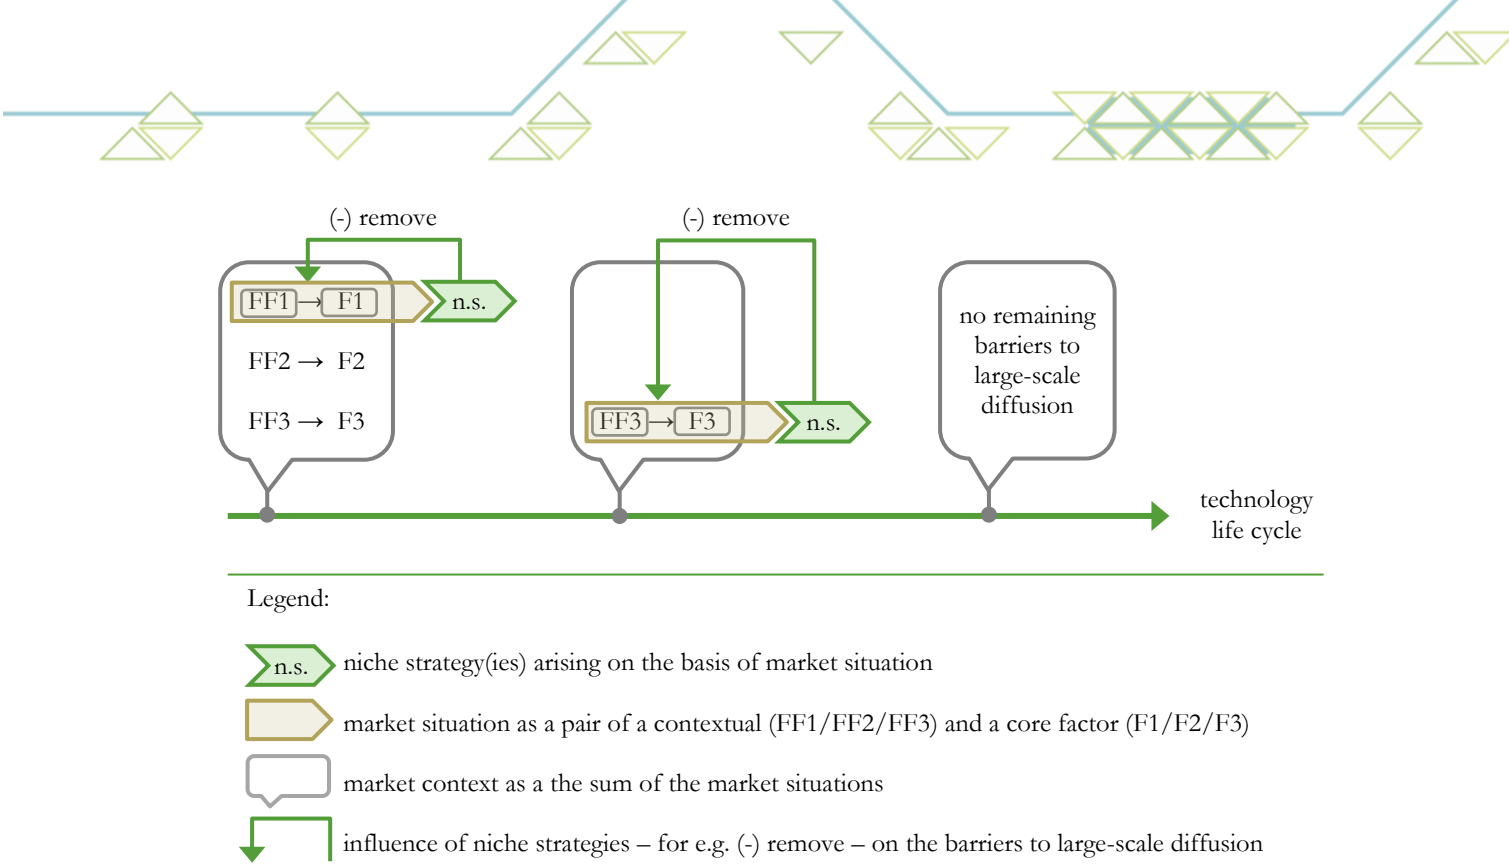 (-) remove
(-) remove
FF1 → F1
n.s.
FF2 → F2
FF3 → F3
FF3 → F3
n.s.
no remaining
barriers to
large-scale
diffusion
technology
life cycle
Legend:
n.s.
niche strategy(ies) arising on the basis of market situation
market situation as a pair of a contextual (FF1/FF2/FF3) and a core factor (F1/F2/F3)
market context as a the sum of the market situations
influence of niche strategies – for e.g. (-) remove – on the barriers to large-scale diffusion